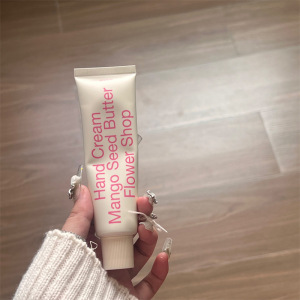 Hand Cream
Mango Seed Butter
Flower Shop